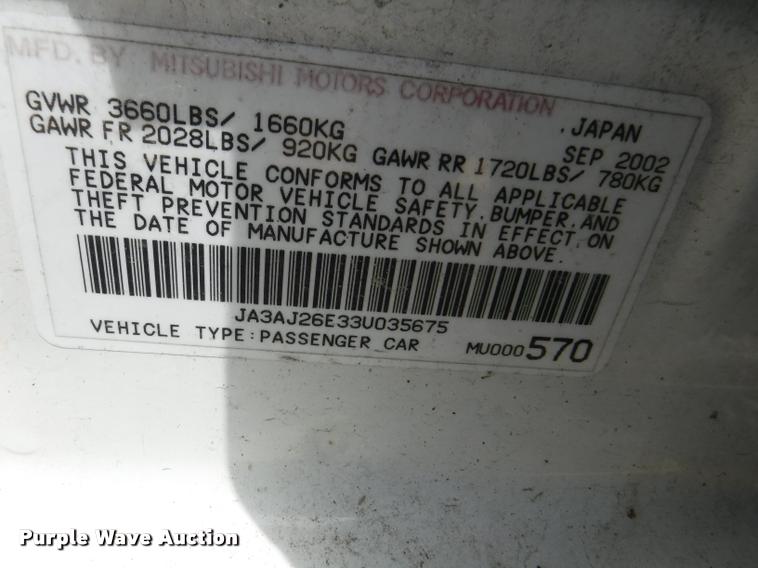 MFD. BY MITSUBISHI MOTORS CORPORATION
GVWR 3660LBS/ 1660KG .JAPAN
GAWR FR 2028LBS/ 920KG GAWR RR 1720LBS/ 780KG SEP 2002
THIS VEHICLE CONFORMS TO ALL APPLICABLE
FEDERAL MOTOR VEHICLE SAFETY, BUMPER, AND
THEFT PREVENTION STANDARDS IN EFFECT ON
THE DATE OF MANUFACTURE SHOWN ABOVE.
JA3AJ26E33U035675
VEHICLE TYPE:PASSENGER CAR MU000570
Purple Wave Auction